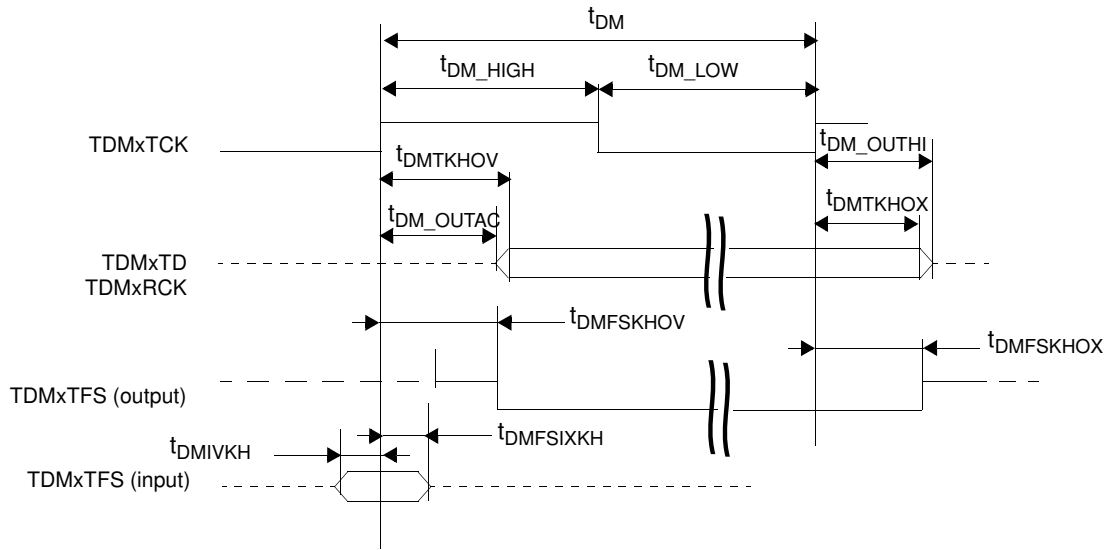 tDM
tDM_HIGH
tDM_LOW
TDMxTCK
tDMTKHOV
tDM_OUTHI
tDM_OUTAC
tDMTKHOX
TDMxTD
TDMxRCK
tDMFSKHOV
tDMFSKHOX
TDMxTFS (output)
tDMIVKH
tDMFSIXKH
TDMxTFS (input)